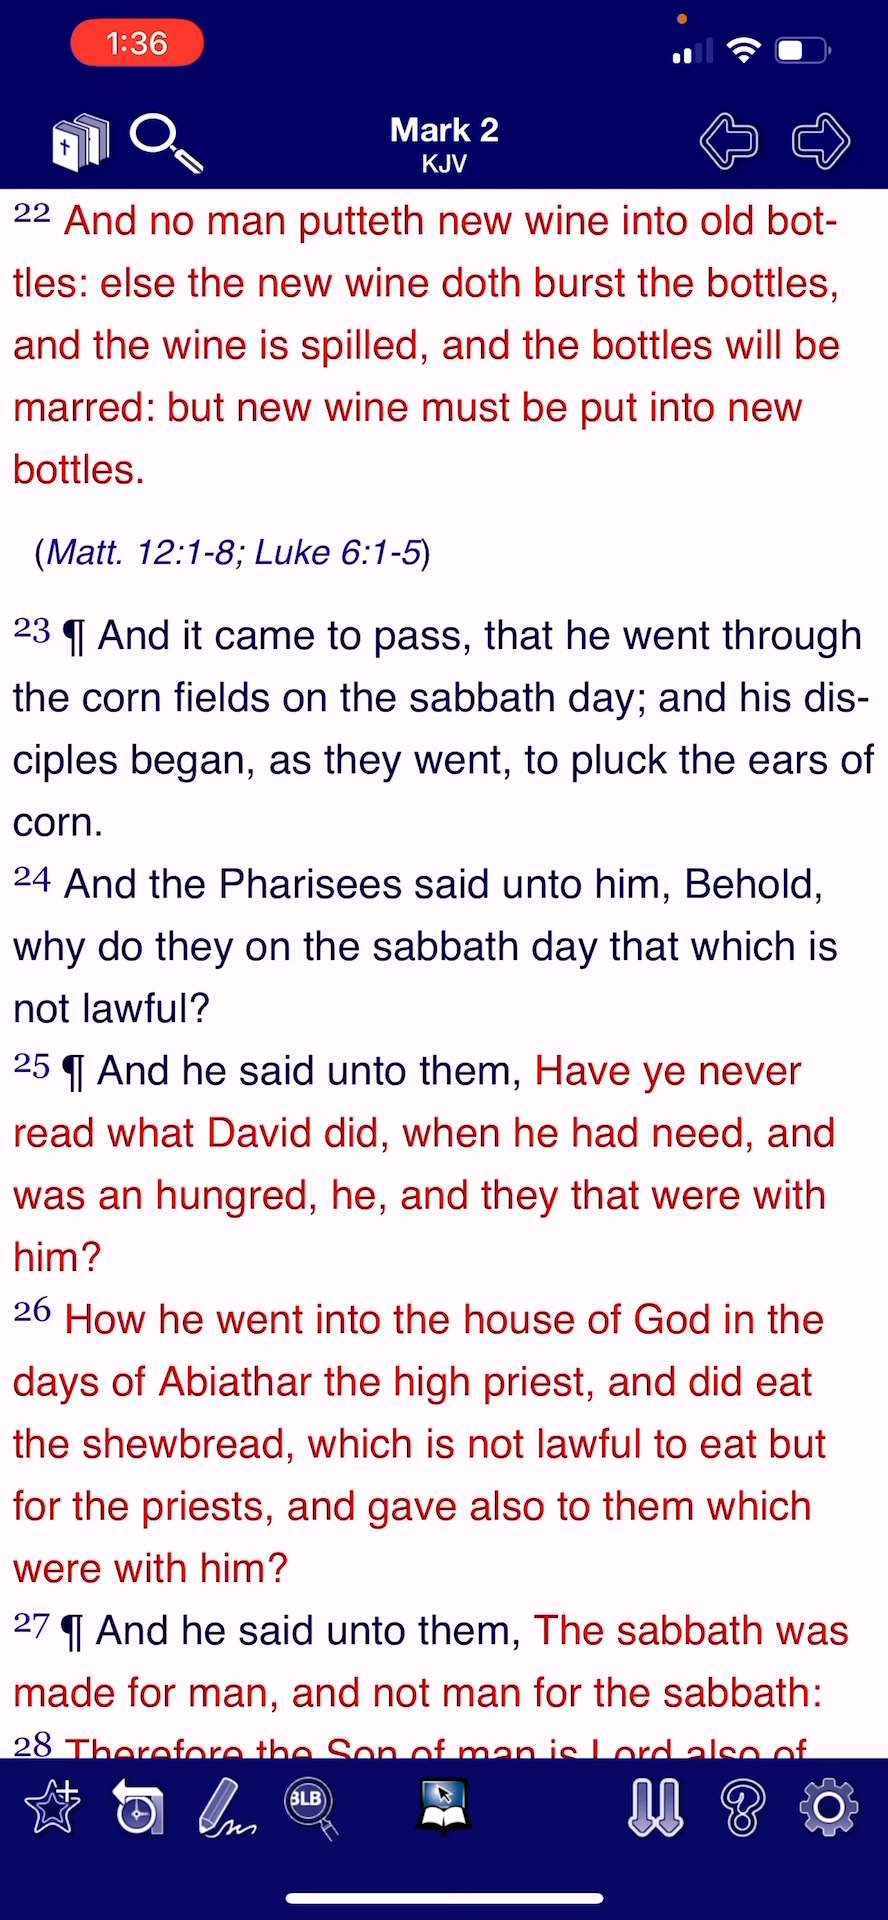 1:36
Mark 2
KJV
22 And no man putteth new wine into old bot-
tles: else the new wine doth burst the bottles,
and the wine is spilled, and the bottles will be
marred: but new wine must be put into new
bottles.
(Matt. 12:1-8; Luke 6:1-5)
23 ¶ And it came to pass, that he went through
the corn fields on the sabbath day; and his dis-
ciples began, as they went, to pluck the ears of
corn.
24 And the Pharisees said unto him, Behold,
why do they on the sabbath day that which is
not lawful?
25 ¶ And he said unto them, Have ye never
read what David did, when he had need, and
was an hungred, he, and they that were with
him?
26 How he went into the house of God in the
days of Abiathar the high priest, and did eat
the shewbread, which is not lawful to eat but
for the priests, and gave also to them which
were with him?
27 ¶ And he said unto them, The sabbath was
made for man, and not man for the sabbath:
28 Therefore the Son of man is Lord also of
BLB